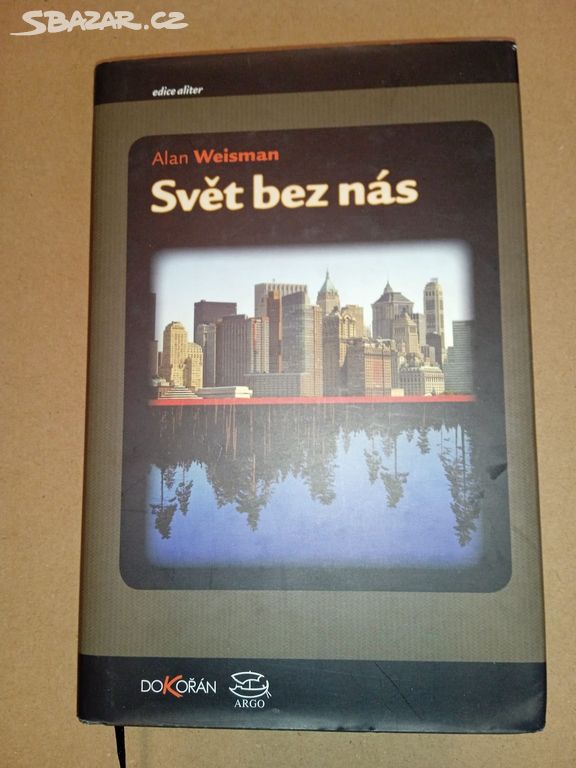 SBAZAR.CZ
edice aliter
Alan Weisman
Svět bez nás
DOKOŘÁN
ARGO